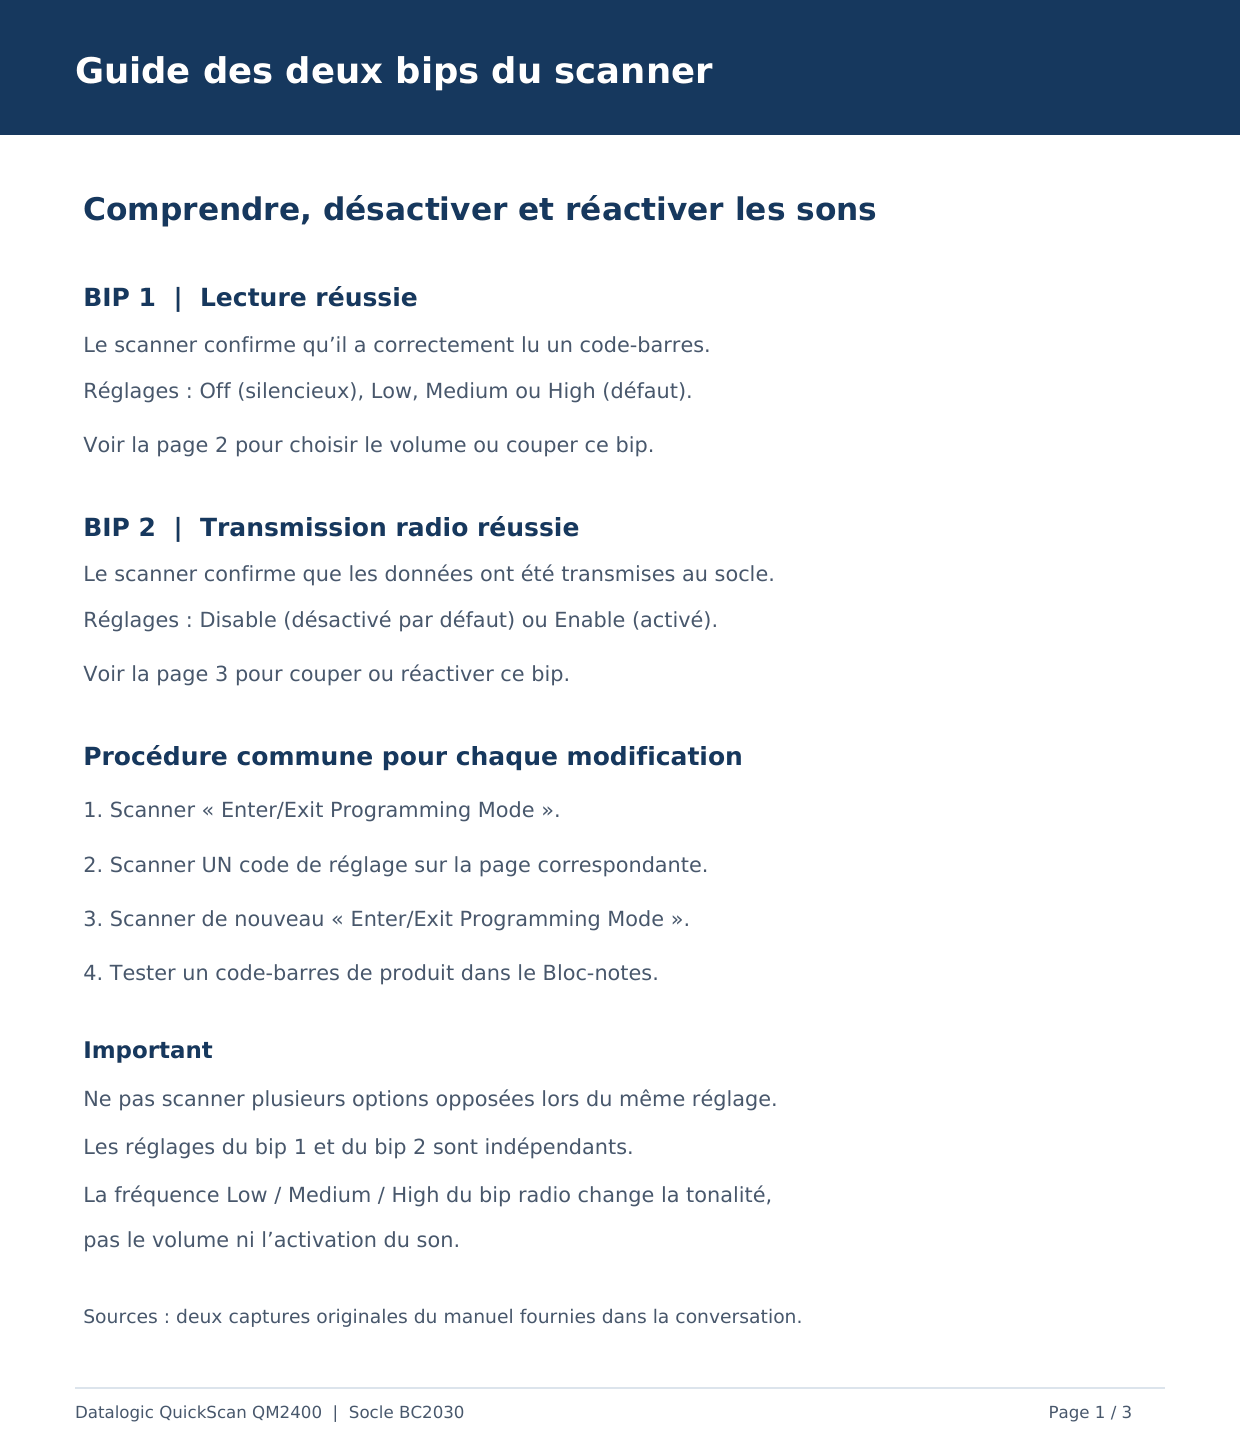 Guide des deux bips du scanner
Comprendre, désactiver et réactiver les sons
BIP 1 | Lecture réussie
Le scanner confirme qu’il a correctement lu un code-barres.
Réglages : Off (silencieux), Low, Medium ou High (défaut).
Voir la page 2 pour choisir le volume ou couper ce bip.
BIP 2 | Transmission radio réussie
Le scanner confirme que les données ont été transmises au socle.
Réglages : Disable (désactivé par défaut) ou Enable (activé).
Voir la page 3 pour couper ou réactiver ce bip.
Procédure commune pour chaque modification
1. Scanner « Enter/Exit Programming Mode ».
2. Scanner UN code de réglage sur la page correspondante.
3. Scanner de nouveau « Enter/Exit Programming Mode ».
4. Tester un code-barres de produit dans le Bloc-notes.
Important
Ne pas scanner plusieurs options opposées lors du même réglage.
Les réglages du bip 1 et du bip 2 sont indépendants.
La fréquence Low / Medium / High du bip radio change la tonalité,
pas le volume ni l’activation du son.
Sources : deux captures originales du manuel fournies dans la conversation.
Datalogic QuickScan QM2400 | Socle BC2030
Page 1 / 3